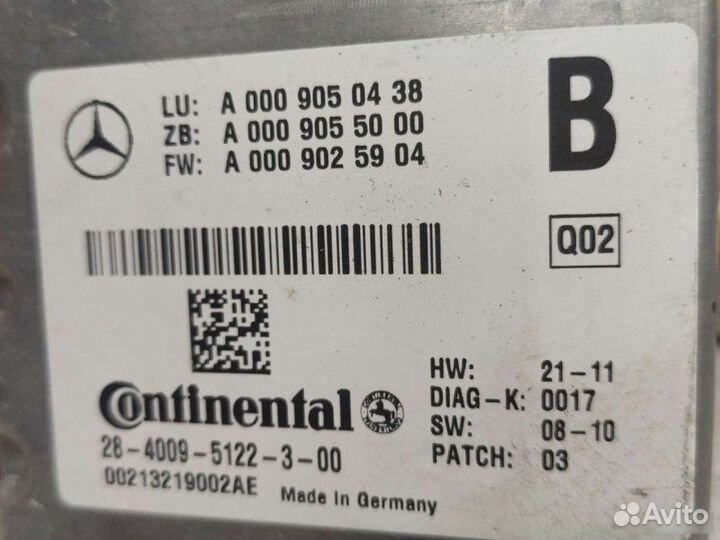 LU: A 000 905 04 38
ZB: A 000 905 50 00
FW: A 000 902 59 04
B
Q02
HW: 21-11
DIAG-K: 0017
SW: 08-10
PATCH: 03
Continental
28-4009-5122-3-00
00213219002AE Made in Germany
Avito